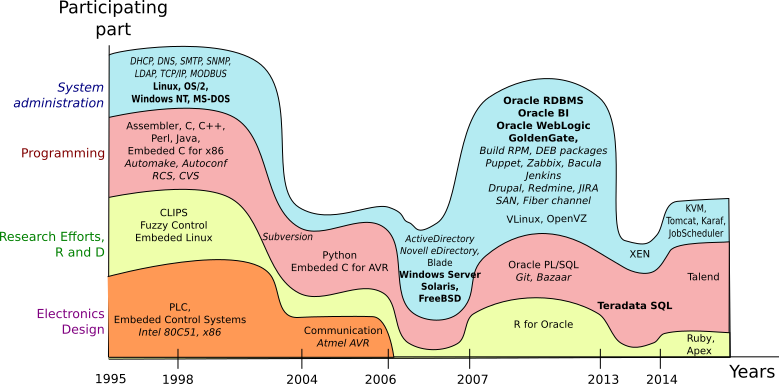 Participating
part
System
administration
Programming
Research Efforts,
R and D
Electronics
Design
DHCP, DNS, SMTP, SNMP,
LDAP, TCP/IP, MODBUS
Linux, OS/2,
Windows NT, MS-DOS
Assembler, C, C++,
Perl, Java,
Embeded C for x86
Automake, Autoconf
RCS, CVS
CLIPS
Fuzzy Control
Embeded Linux
PLC,
Embeded Control Systems
Intel 80C51, x86
Subversion
Python
Embeded C for AVR
Communication
Atmel AVR
ActiveDirectory
Novell eDirectory,
Blade
Windows Server
Solaris,
FreeBSD
Oracle RDBMS
Oracle BI
Oracle WebLogic
GoldenGate,
Build RPM, DEB packages
Puppet, Zabbix, Bacula
Jenkins
Drupal, Redmine, JIRA
SAN, Fiber channel
VLinux, OpenVZ
Oracle PL/SQL
Git, Bazaar
R for Oracle
XEN
Teradata SQL
KVM,
Tomcat, Karaf,
JobScheduler
Talend
Ruby,
Apex
1995
1998
2004
2006
2007
2013
2014
Years